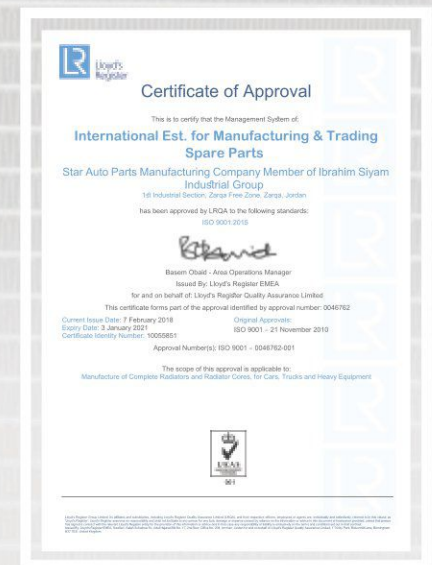 LR
Lloyd's
Register
Certificate of Approval
This is to certify that the Management System of:
International Est. for Manufacturing & Trading
Spare Parts
Star Auto Parts Manufacturing Company Member of Ibrahim Siyam
Industrial Group
1st Industrial Section, Zarqa Free Zone, Zarqa, Jordan
has been approved by LRQA to the following standards:
ISO 9001:2015
Basem Obaid - Area Operations Manager
Issued By: Lloyd's Register EMEA
for and on behalf of: Lloyd's Register Quality Assurance Limited
This certificate forms part of the approval identified by approval number: 0046762
Current Issue Date: 7 February 2018
Expiry Date: 3 January 2021
Certificate Identity Number: 10055851
Original Approvals:
ISO 9001 – 21 November 2010
Approval Number(s): ISO 9001 – 0046762-001
The scope of this approval is applicable to:
Manufacture of Complete Radiators and Radiator Cores, for Cars, Trucks and Heavy Equipment
UKAS
001